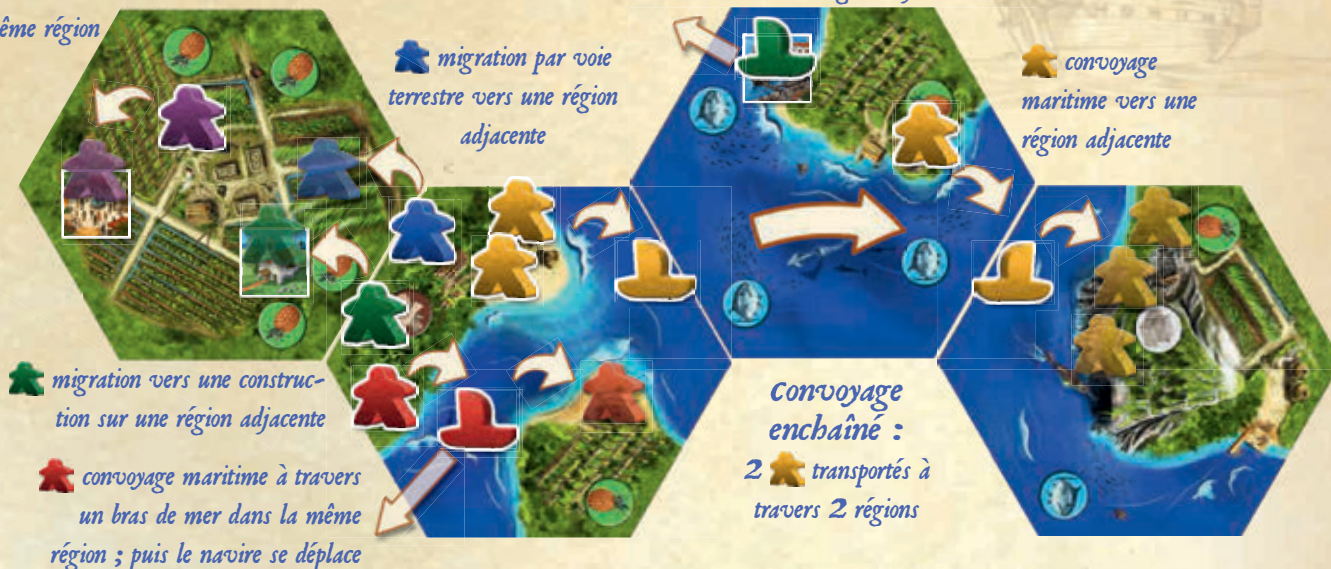 ême région
migration par voie
terrestre vers une région
adjacente
convoyage
maritime vers une
région adjacente
migration vers une construc-
tion sur une région adjacente
convoyage maritime à travers
un bras de mer dans la même
région ; puis le navire se déplace
Convoyage
enchaîné :
2 transportés à
travers 2 régions